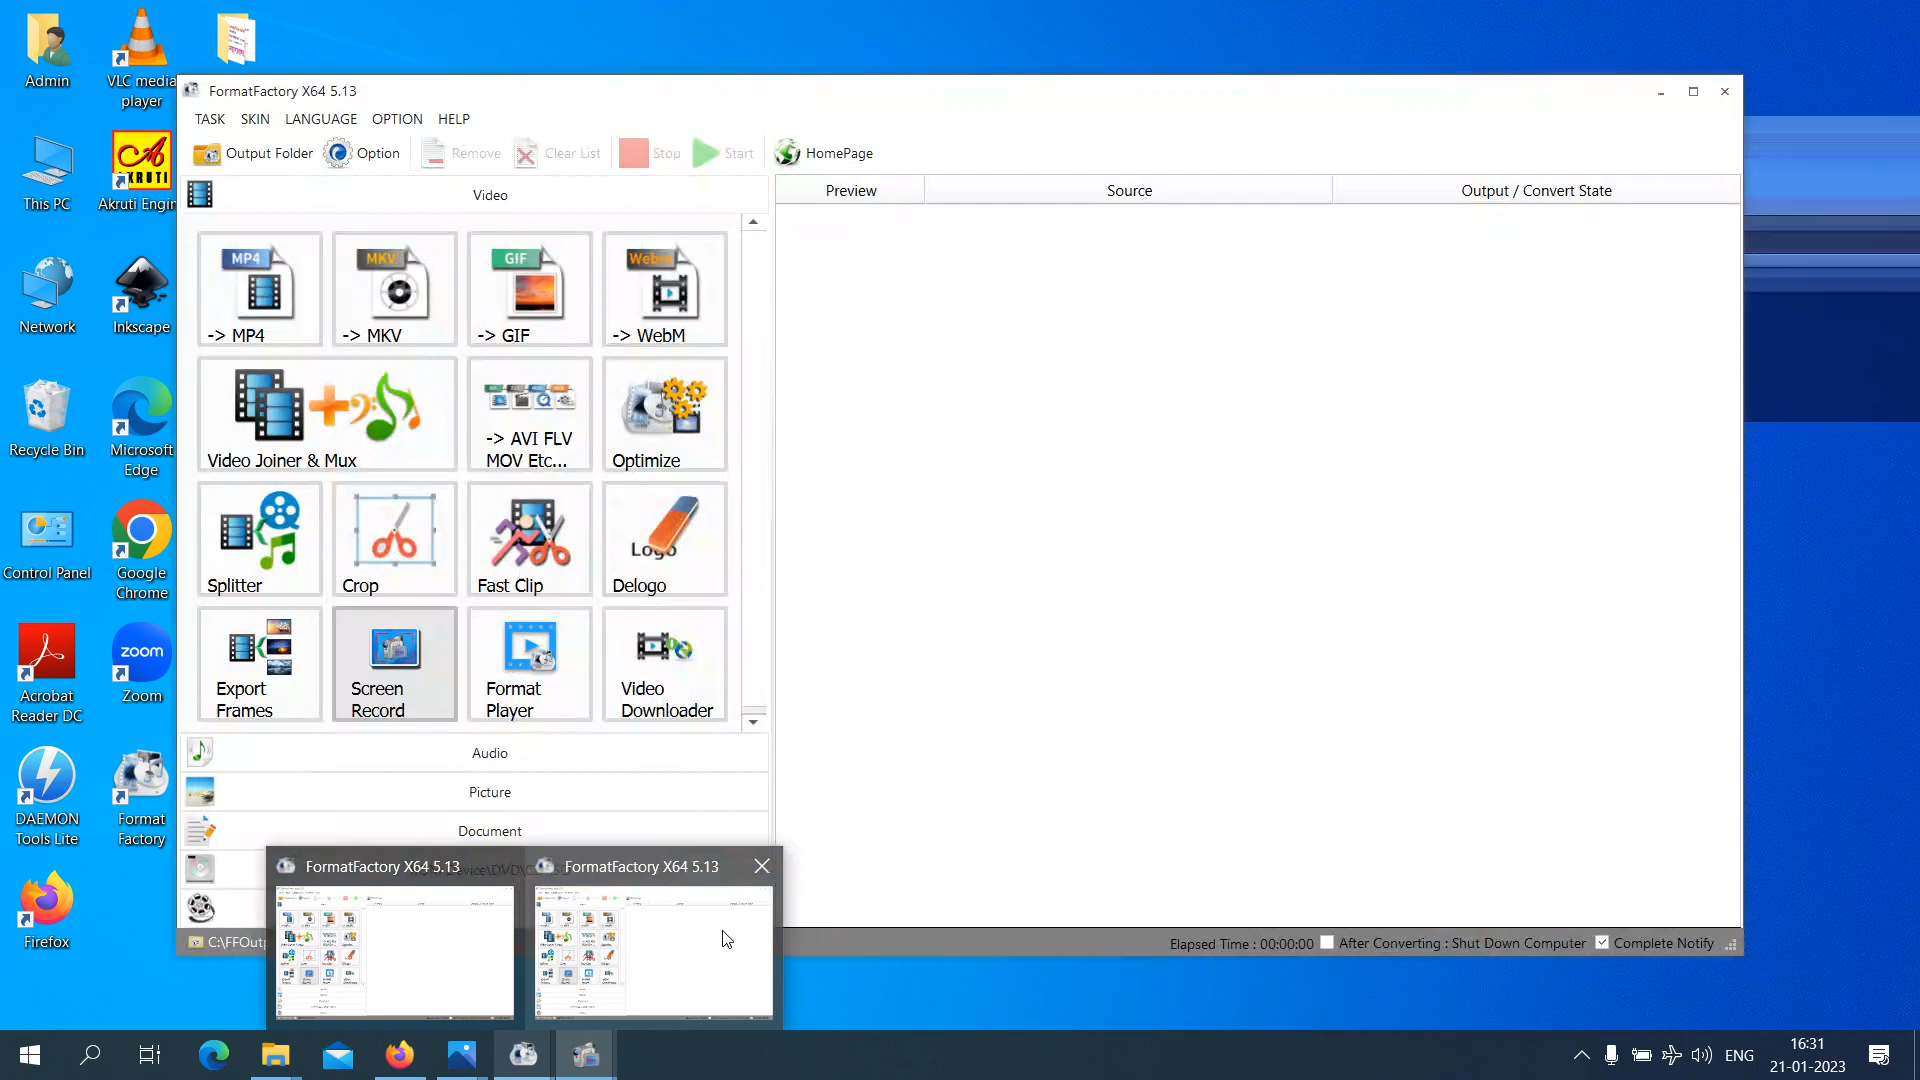 Admin
VLC media
player
This PC
AKRUTI
Akruti Engin
Network
Inkscape
Recycle Bin
Microsoft
Edge
Control Panel
Google
Chrome
Acrobat
Reader DC
zoom
Zoom
DAEMON
Tools Lite
Format
Factory
Firefox
FormatFactory X64 5.13
TASK SKIN LANGUAGE OPTION HELP
Output Folder Option Remove Clear List Stop Start HomePage
Video
Preview Source Output / Convert State
MP4 MKV GIF WebM
-> MP4 -> MKV -> GIF -> WebM
Video Joiner & Mux
-> AVI FLV
MOV Etc...
Optimize
Logo
Splitter Crop Fast Clip Delogo
Export
Frames
Screen
Record
Format
Player
Video
Downloader
Audio
Picture
Document
FormatFactory X64 5.13
FormatFactory X64 5.13
C:\FFOutp
Elapsed Time : 00:00:00 After Converting : Shut Down Computer Complete Notify
ENG
16:31
21-01-2023